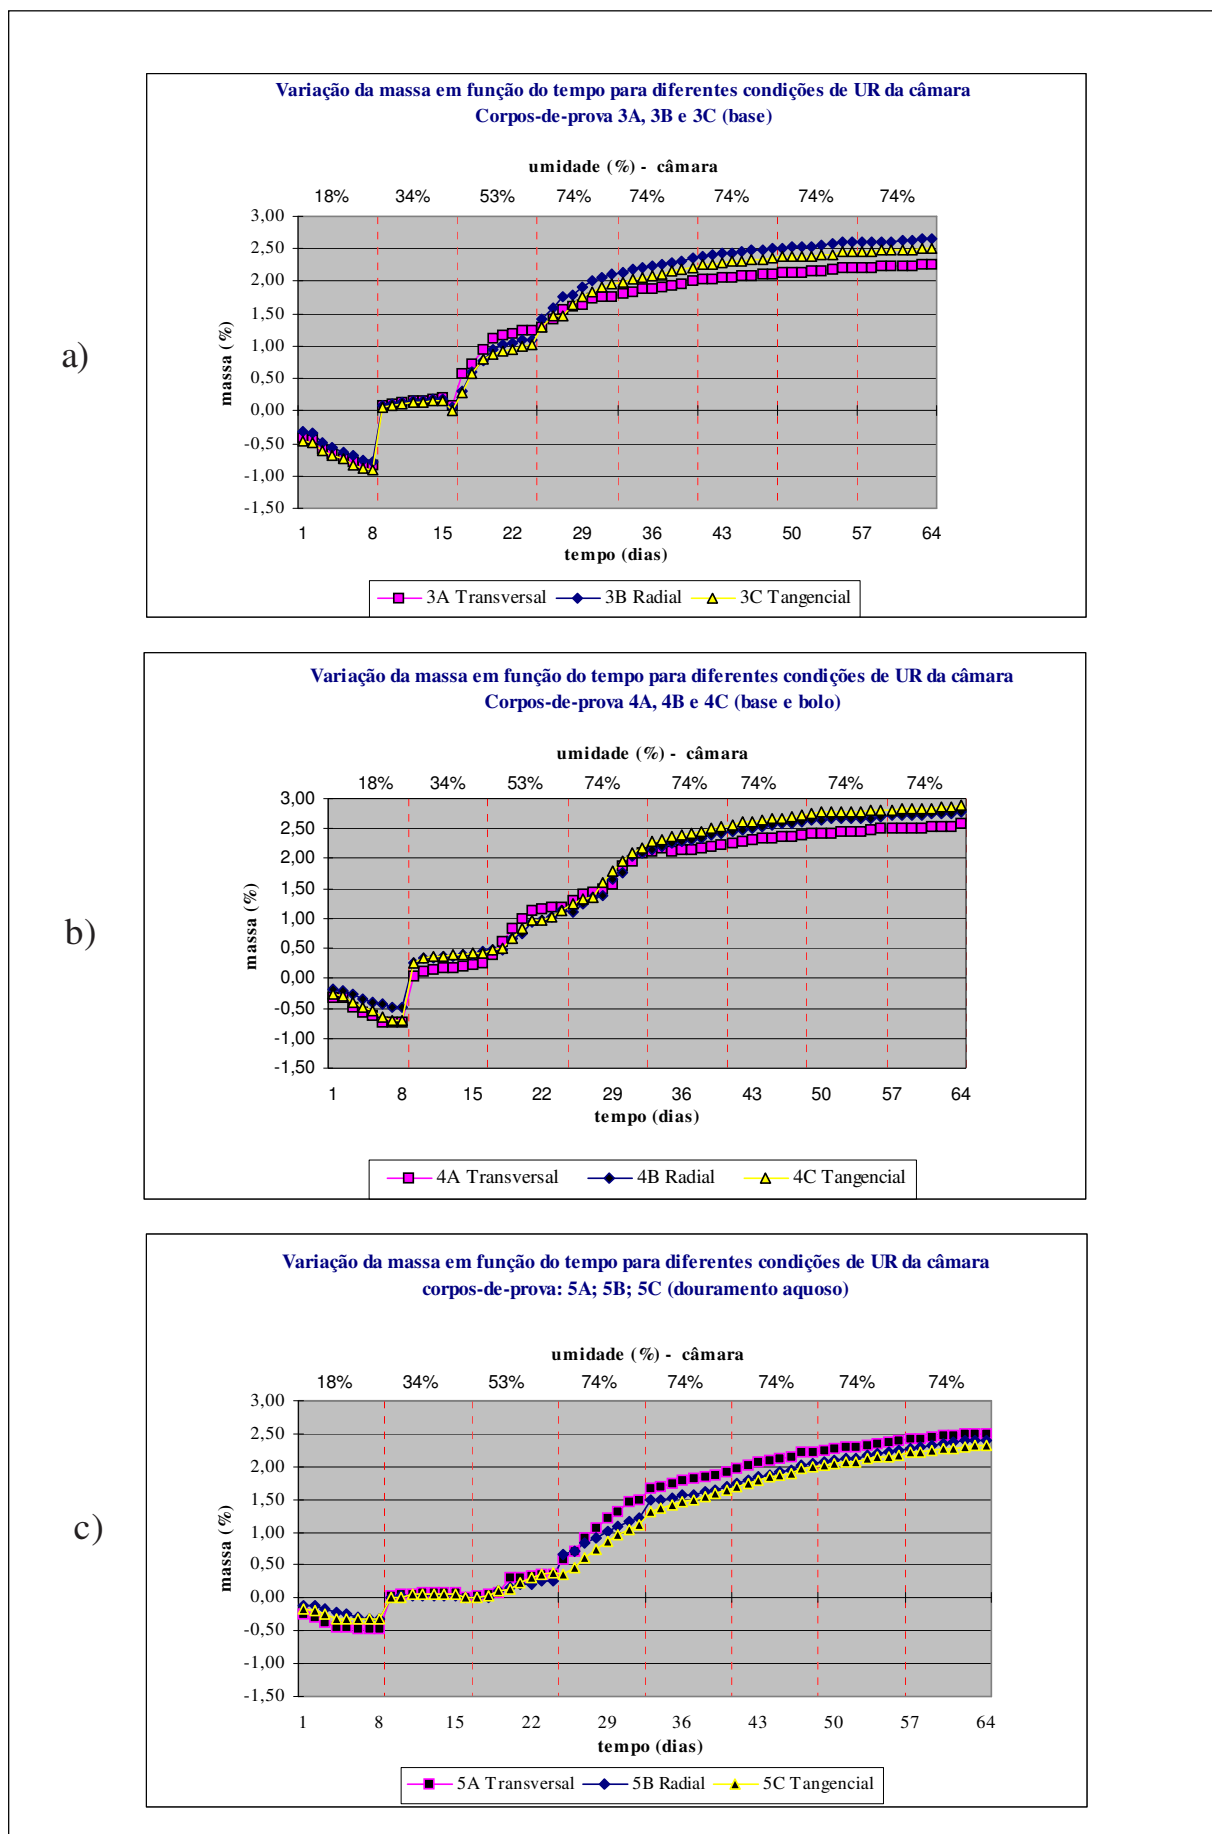 a)
Variação da massa em função do tempo para diferentes condições de UR da câmara
Corpos-de-prova 3A, 3B e 3C (base)
umidade (%) - câmara
18% 34% 53% 74% 74% 74% 74% 74%
massa (%)
3,00
2,50
2,00
1,50
1,00
0,50
0,00
-0,50
-1,00
-1,50
1 8 15 22 29 36 43 50 57 64
tempo (dias)
3A Transversal 3B Radial 3C Tangencial
b)
Variação da massa em função do tempo para diferentes condições de UR da câmara
Corpos-de-prova 4A, 4B e 4C (base e bolo)
umidade (%) - câmara
18% 34% 53% 74% 74% 74% 74% 74%
massa (%)
3,00
2,50
2,00
1,50
1,00
0,50
0,00
-0,50
-1,00
-1,50
1 8 15 22 29 36 43 50 57 64
tempo (dias)
4A Transversal 4B Radial 4C Tangencial
c)
Variação da massa em função do tempo para diferentes condições de UR da câmara
corpos-de-prova: 5A; 5B; 5C (douramento aquoso)
umidade (%) - câmara
18% 34% 53% 74% 74% 74% 74% 74%
massa (%)
3,00
2,50
2,00
1,50
1,00
0,50
0,00
-0,50
-1,00
-1,50
1 8 15 22 29 36 43 50 57 64
tempo (dias)
5A Transversal 5B Radial 5C Tangencial